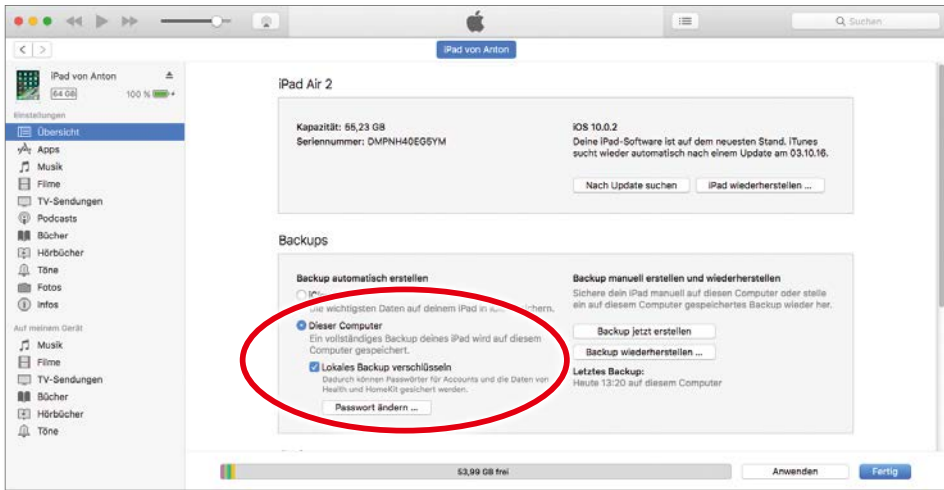 Suchen
iPad von Anton
iPad von Anton
64 GB
100 %
Einstellungen
Übersicht
Apps
Musik
Filme
TV-Sendungen
Podcasts
Bücher
Hörbücher
Töne
Fotos
Infos
Auf meinem Gerät
Musik
Filme
TV-Sendungen
Bücher
Hörbücher
Töne
iPad Air 2
Kapazität: 55,23 GB
Seriennummer: DMPNH40EG5YM
iOS 10.0.2
Deine iPad-Software ist auf dem neuesten Stand. iTunes
sucht wieder automatisch nach einem Update am 03.10.16.
Nach Update suchen
iPad wiederherstellen ...
Backups
Backup automatisch erstellen
wichtigsten Daten auf deinem iPad in
Dieser Computer
Ein vollständiges Backup deines iPad wird auf diesem
Computer gespeichert.
Lokales Backup verschlüsseln
Dadurch können Passwörter für Accounts und die Daten von
Health und HomeKit gesichert werden.
Passwort ändern ...
Backup manuell erstellen und wiederherstellen
Sichere dein iPad manuell auf diesen Computer oder stelle
ein auf diesem Computer gespeichertes Backup wieder her.
Backup jetzt erstellen
Backup wiederherstellen ...
Letztes Backup:
Heute 13:20 auf diesem Computer
53,99 GB frei
Anwenden
Fertig